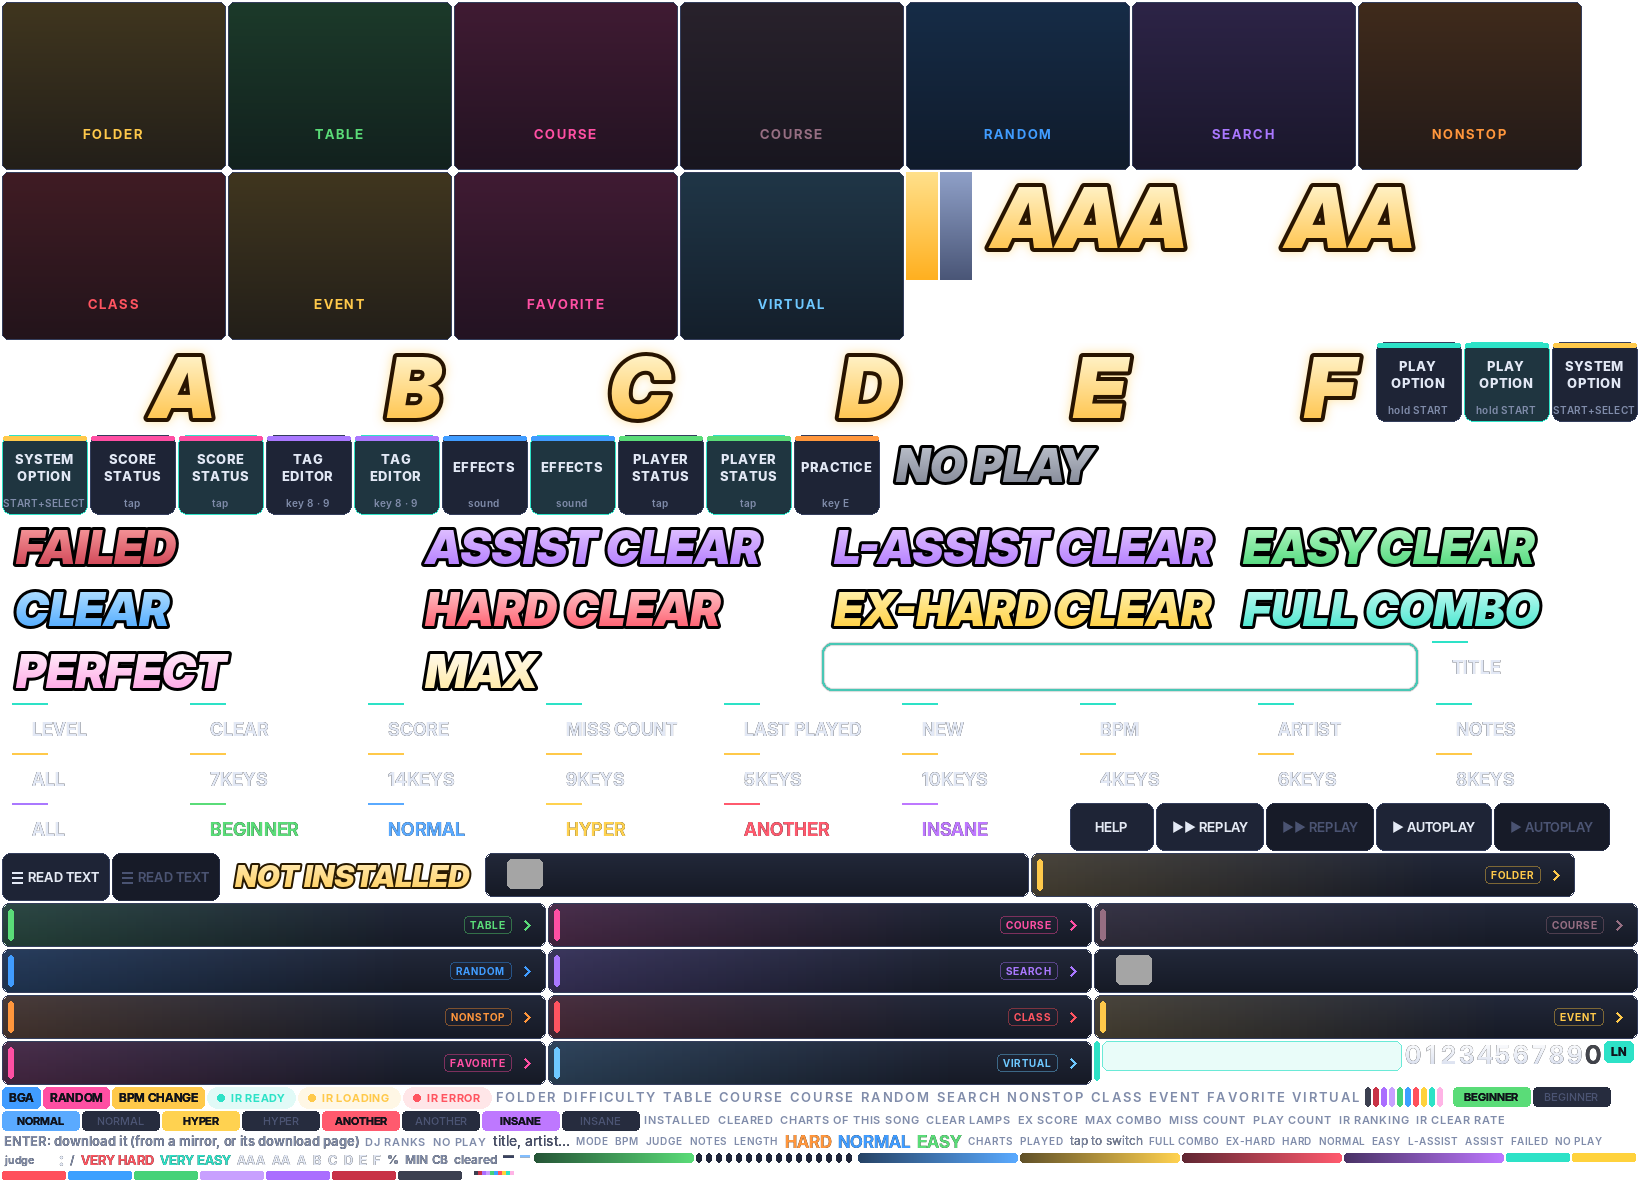 FOLDER TABLE COURSE COURSE RANDOM SEARCH NONSTOP
CLASS EVENT FAVORITE VIRTUAL AAA AA
A B C D E F
PLAY OPTION hold START
PLAY OPTION hold START
SYSTEM OPTION START+SELECT
SYSTEM OPTION START+SELECT
SCORE STATUS tap
SCORE STATUS tap
TAG EDITOR key 8 · 9
TAG EDITOR key 8 · 9
EFFECTS sound
EFFECTS sound
PLAYER STATUS tap
PLAYER STATUS tap
PRACTICE key E
NO PLAY
FAILED ASSIST CLEAR L-ASSIST CLEAR EASY CLEAR
CLEAR HARD CLEAR EX-HARD CLEAR FULL COMBO
PERFECT MAX TITLE
LEVEL CLEAR SCORE MISS COUNT LAST PLAYED NEW BPM ARTIST NOTES
ALL 7KEYS 14KEYS 9KEYS 5KEYS 10KEYS 4KEYS 6KEYS 8KEYS
ALL BEGINNER NORMAL HYPER ANOTHER INSANE HELP REPLAY REPLAY AUTOPLAY AUTOPLAY
READ TEXT READ TEXT NOT INSTALLED FOLDER
TABLE COURSE COURSE
RANDOM SEARCH
NONSTOP CLASS EVENT
FAVORITE VIRTUAL 01234567890 LN
BGA RANDOM BPM CHANGE IR READY IR LOADING IR ERROR FOLDER DIFFICULTY TABLE COURSE COURSE RANDOM SEARCH NONSTOP CLASS EVENT FAVORITE VIRTUAL BEGINNER BEGINNER
NORMAL NORMAL HYPER HYPER ANOTHER ANOTHER INSANE INSANE INSTALLED CLEARED CHARTS OF THIS SONG CLEAR LAMPS EX SCORE MAX COMBO MISS COUNT PLAY COUNT IR RANKING IR CLEAR RATE
ENTER: download it (from a mirror, or its download page) DJ RANKS NO PLAY title, artist... MODE BPM JUDGE NOTES LENGTH HARD NORMAL EASY CHARTS PLAYED tap to switch FULL COMBO EX-HARD HARD NORMAL EASY L-ASSIST ASSIST FAILED NO PLAY
judge : / VERY HARD VERY EASY AAA AA A B C D E F % MIN CB cleared